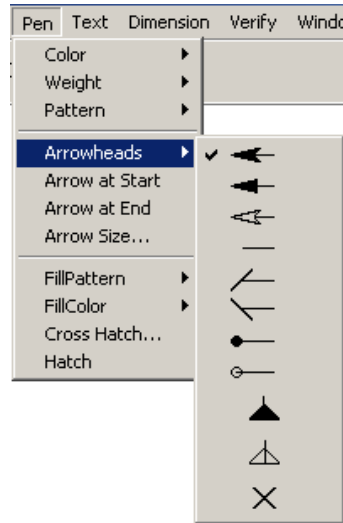 Pen Text Dimension Verify Windo
Color
Weight
Pattern
Arrowheads
Arrow at Start
Arrow at End
Arrow Size...
FillPattern
FillColor
Cross Hatch...
Hatch